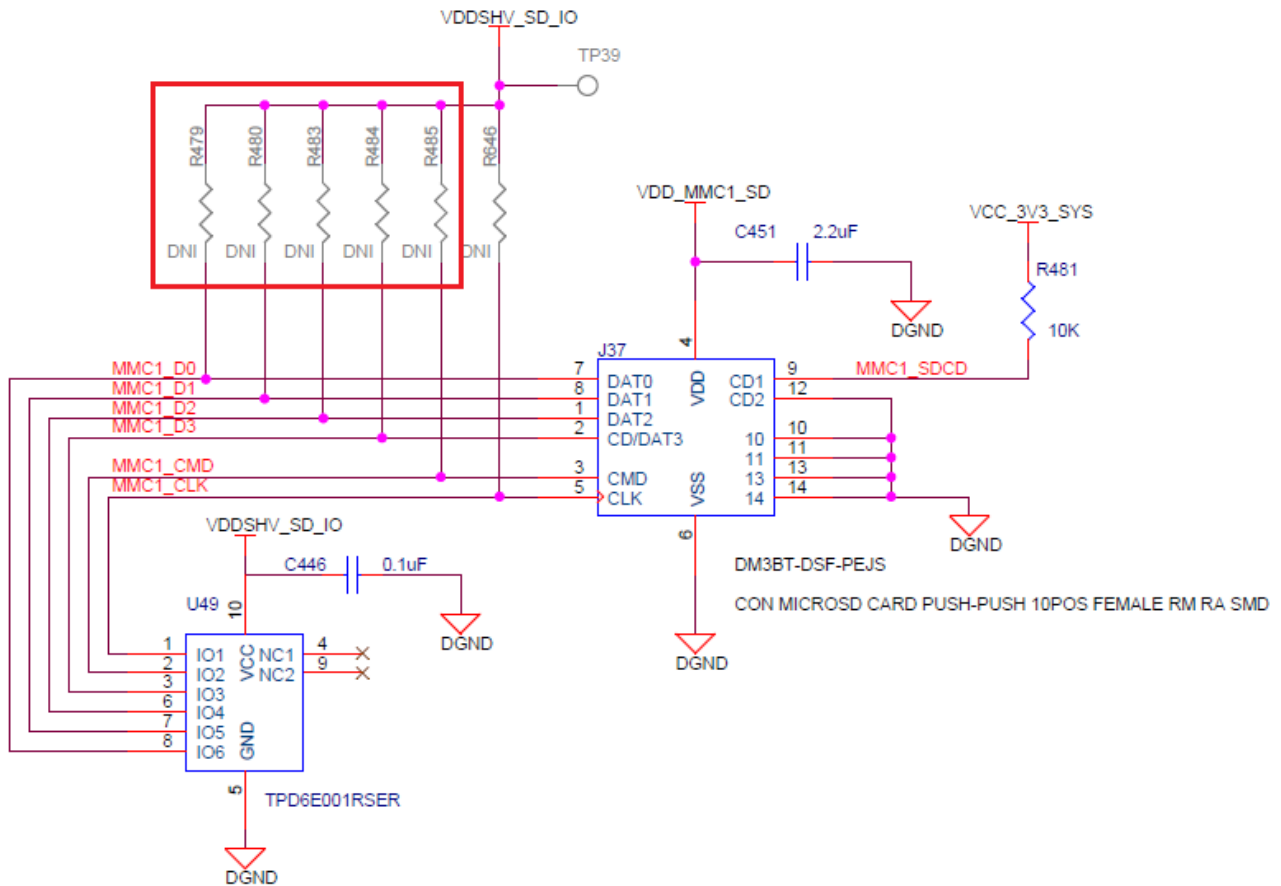 VDDSHV_SD_IO
TP39
R479
R480
R483
R484
R485
R646
DNI
DNI
DNI
DNI
DNI
DNI
VDD_MMC1_SD
C451
2.2uF
DGND
VCC_3V3_SYS
R481
10K
J37
4
VDD
MMC1_D0
MMC1_D1
MMC1_D2
MMC1_D3
MMC1_CMD
MMC1_CLK
7
8
1
2
3
5
DAT0
DAT1
DAT2
CD/DAT3
CMD
CLK
CD1
CD2
10
11
13
14
9
12
10
11
13
14
MMC1_SDCD
VSS
6
DGND
DGND
DM3BT-DSF-PEJS
CON MICROSD CARD PUSH-PUSH 10POS FEMALE RM RA SMD
VDDSHV_SD_IO
C446
0.1uF
DGND
U49
10
VCC
1
2
3
6
7
8
IO1
IO2
IO3
IO4
IO5
IO6
NC1
NC2
4
9
GND
5
TPD6E001RSER
DGND